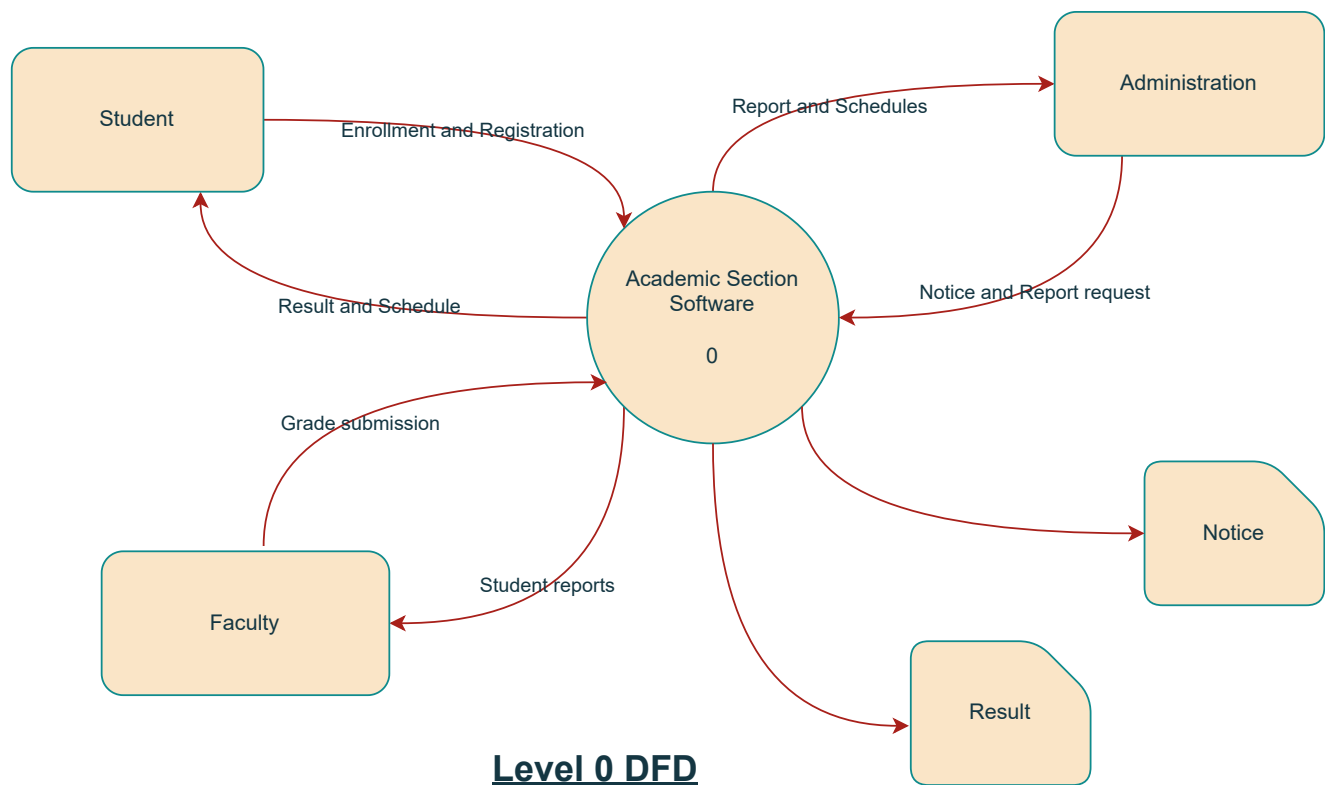 Student
Administration
Report and Schedules
Enrollment and Registration
Academic Section
Software
0
Result and Schedule
Notice and Report request
Grade submission
Notice
Student reports
Faculty
Result
Level 0 DFD